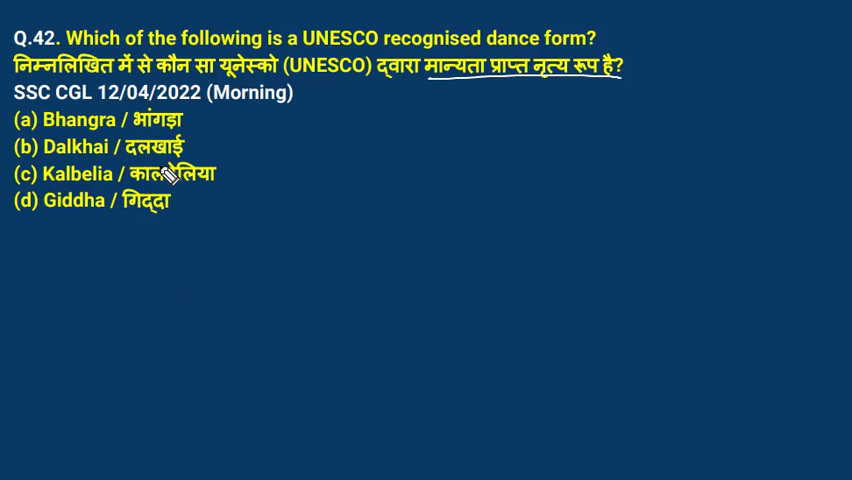 Q.42. Which of the following is a UNESCO recognised dance form?
निम्नलिखित में से कौन सा यूनेस्को (UNESCO) द्वारा मान्यता प्राप्त नृत्य रूप है?
SSC CGL 12/04/2022 (Morning)
(a) Bhangra / भांगड़ा
(b) Dalkhai / दलखाई
(c) Kalbelia / कालबेलिया
(d) Giddha / गिद्दा